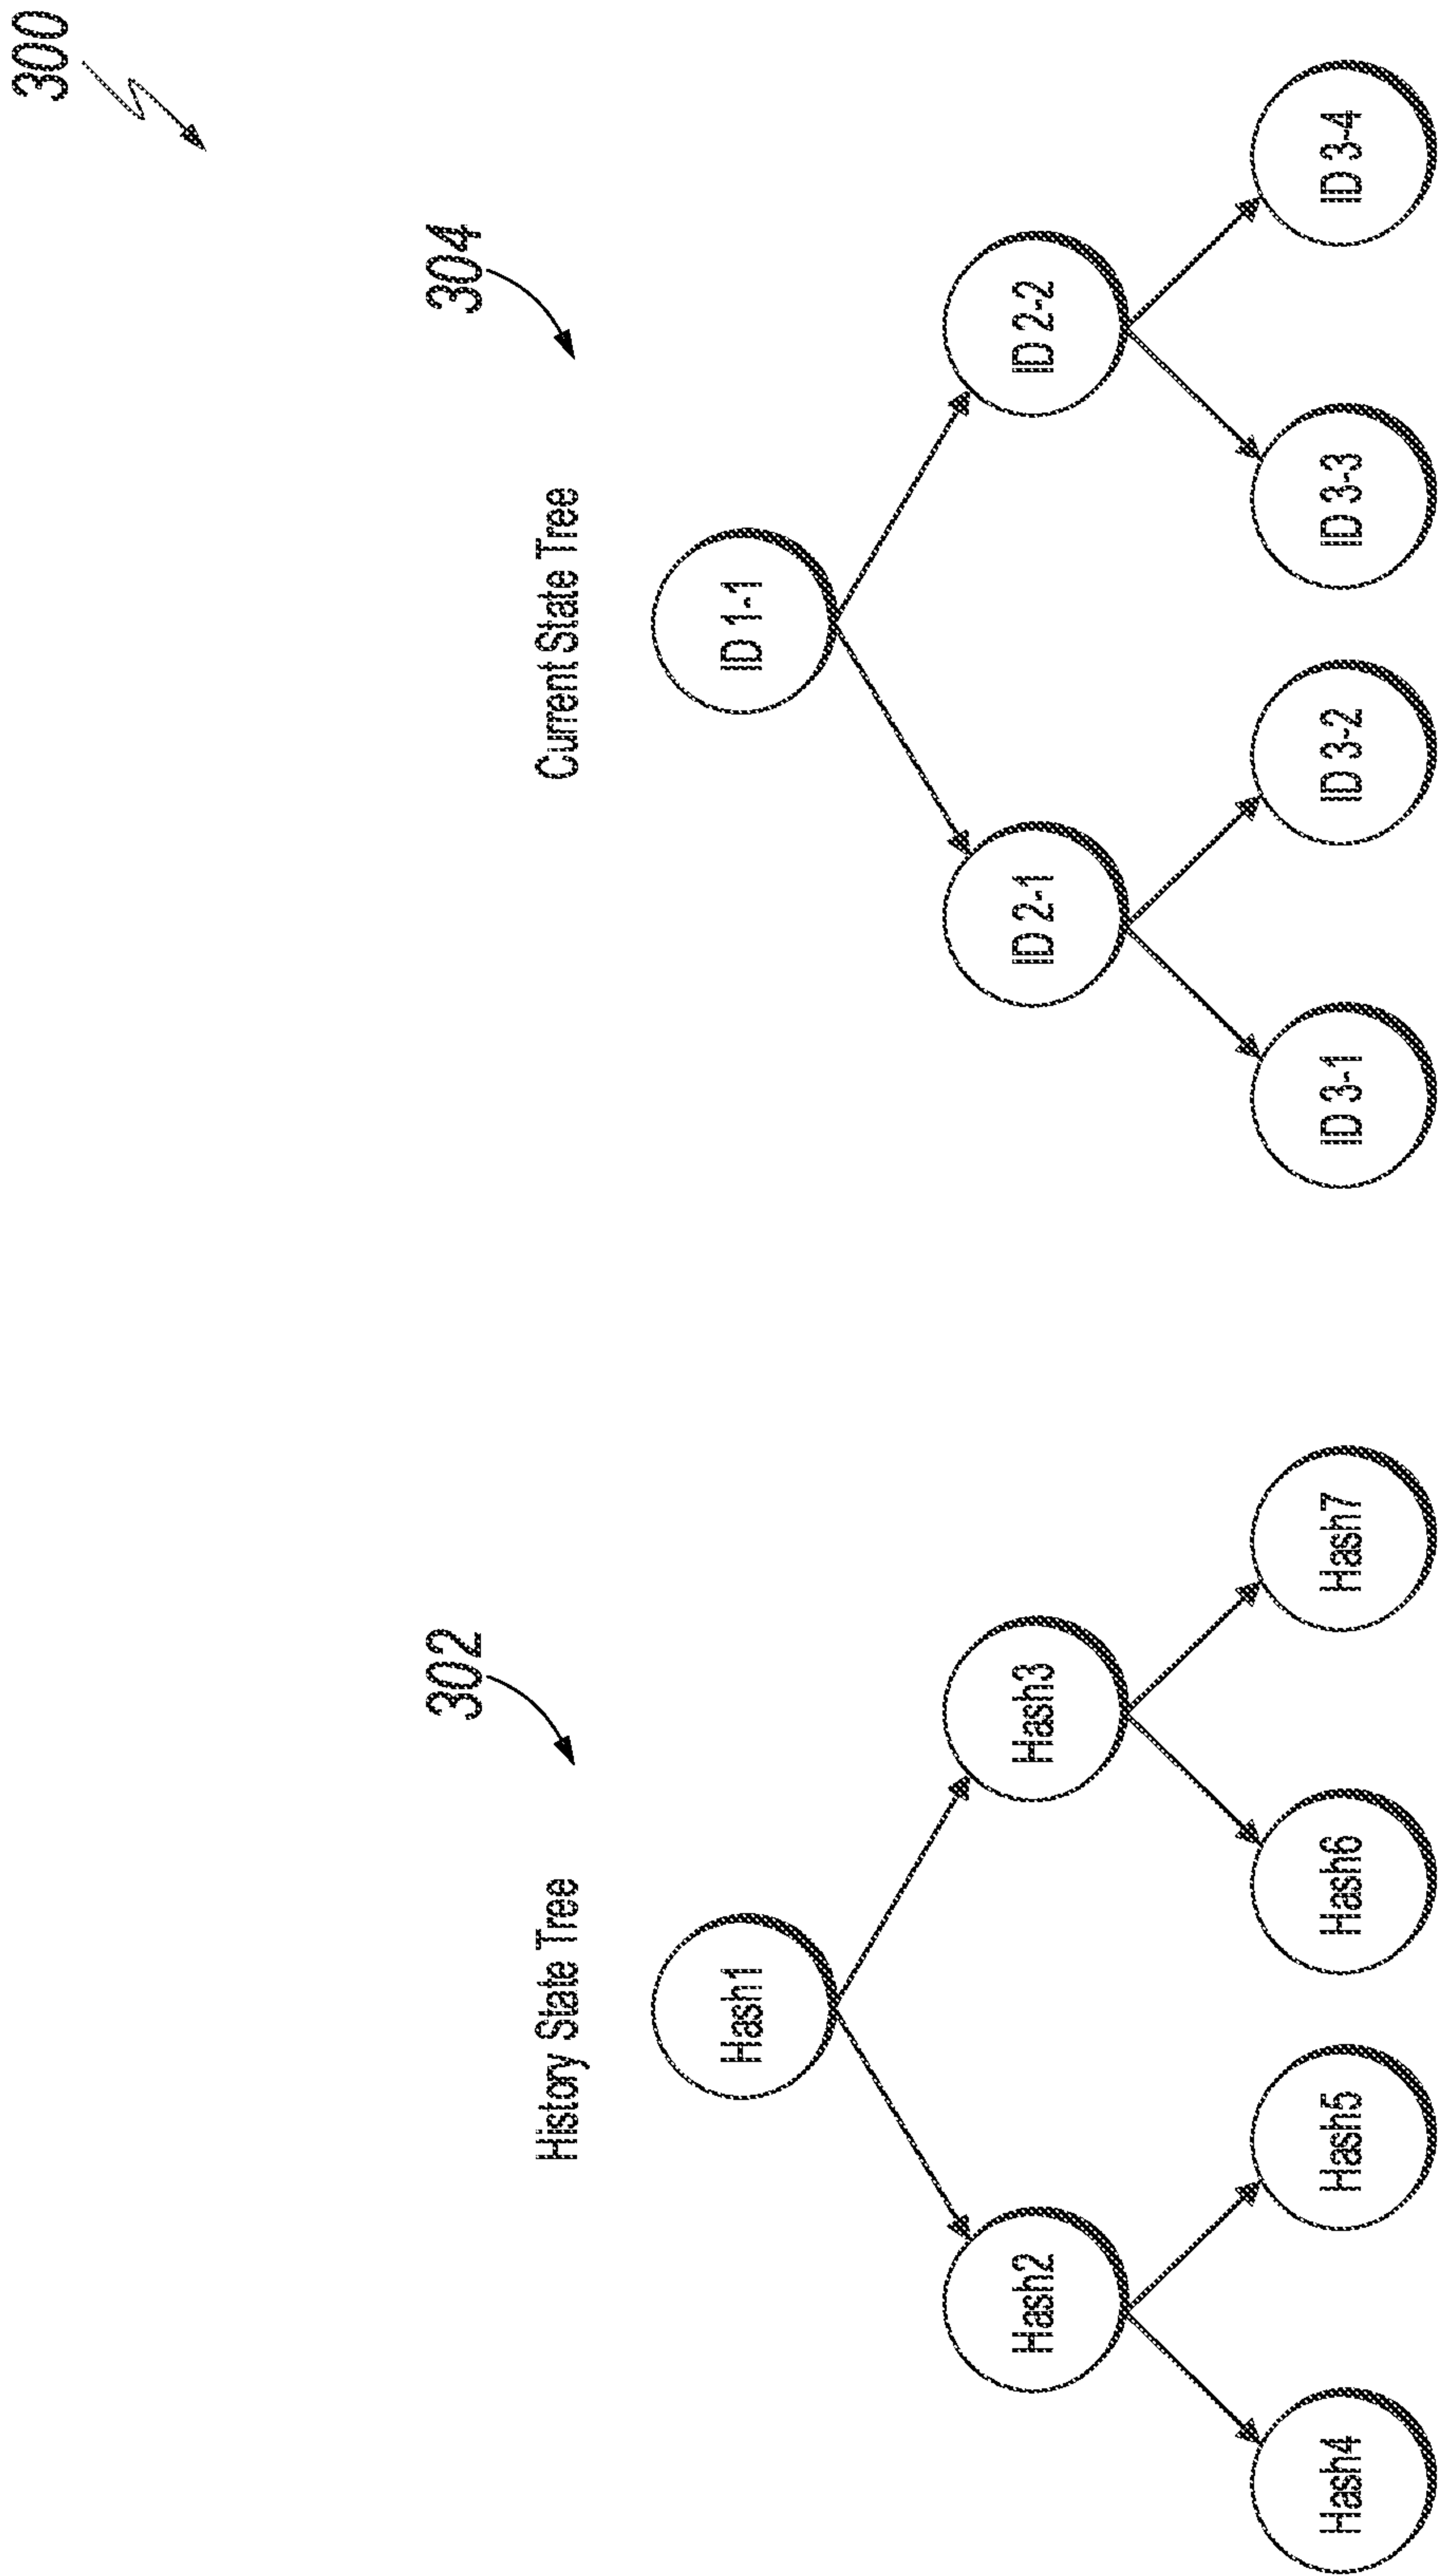 300
302
304
History State Tree
Current State Tree
Hash1
ID 1-1
Hash2
Hash3
ID 2-1
ID 2-2
Hash4
Hash5
Hash6
Hash7
ID 3-1
ID 3-2
ID 3-3
ID 3-4